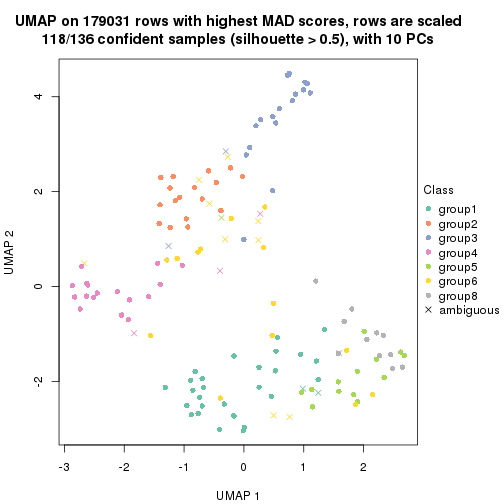 UMAP on 179031 rows with highest MAD scores, rows are scaled
118/136 confident samples (silhouette > 0.5), with 10 PCs
4
2
0
-2
UMAP 2
-3
-2
-1
0
1
2
UMAP 1
Class
group1
group2
group3
group4
group5
group6
group8
ambiguous